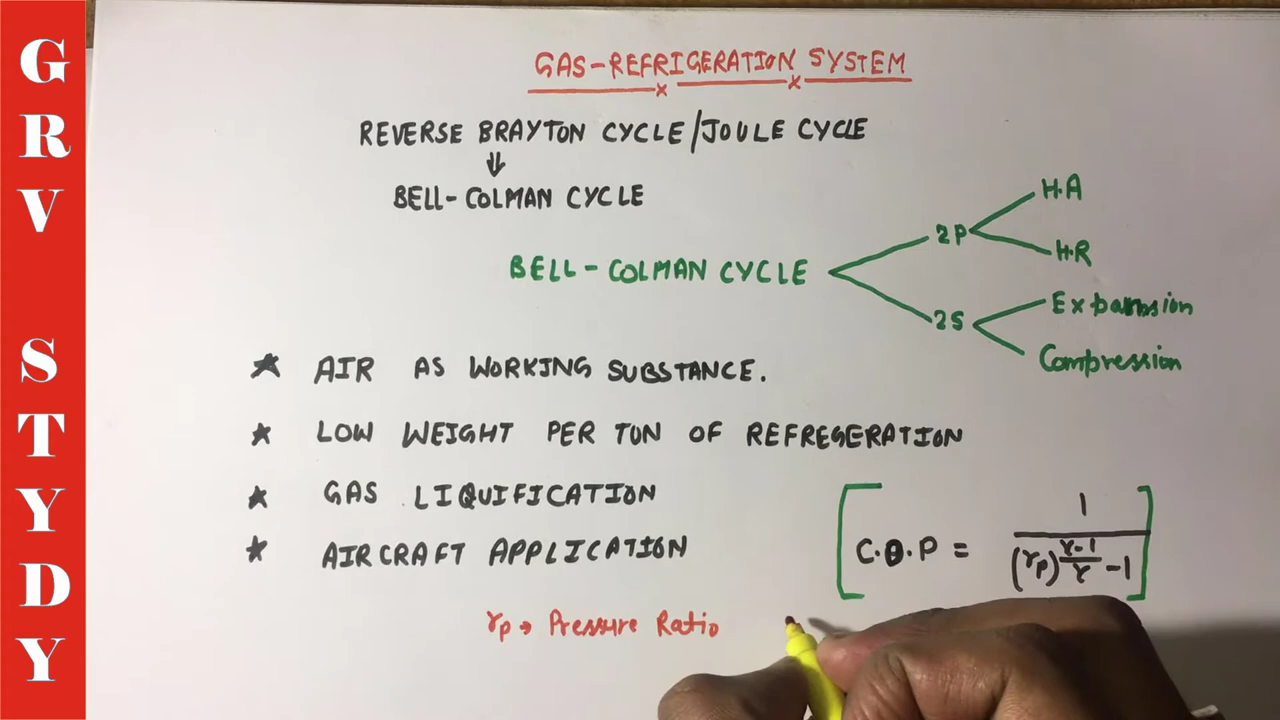 GRV STYDY
GAS-REFRIGERATION SYSTEM
REVERSE BRAYTON CYCLE/JOULE CYCLE
⇓
BELL-COLMAN CYCLE
BELL-COLMAN CYCLE
2P
H.A
H.R
2S
Expansion
Compression
★ AIR AS WORKING SUBSTANCE.
★ LOW WEIGHT PER TON OF REFREGERATION
★ GAS LIQUIFICATION
★ AIRCRAFT APPLICATION
[C.O.P = 1 / ((rp)^((γ-1)/γ) -1)]
rp → Pressure Ratio